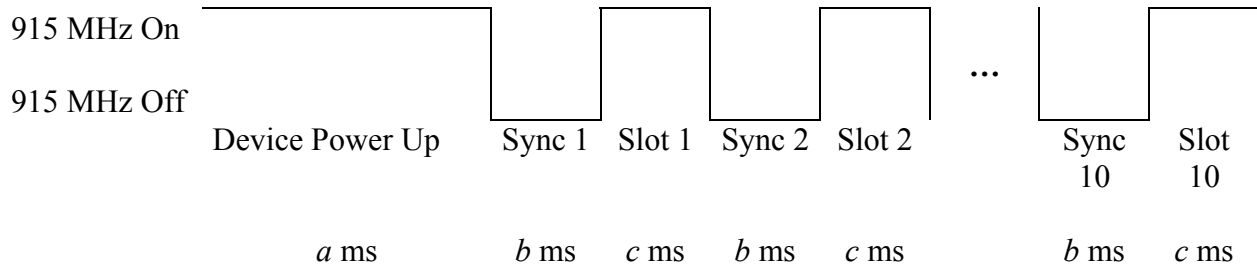 915 MHz On
...
915 MHz Off
Device Power Up Sync 1 Slot 1 Sync 2 Slot 2 Sync Slot
10 10
a ms b ms c ms b ms c ms b ms c ms